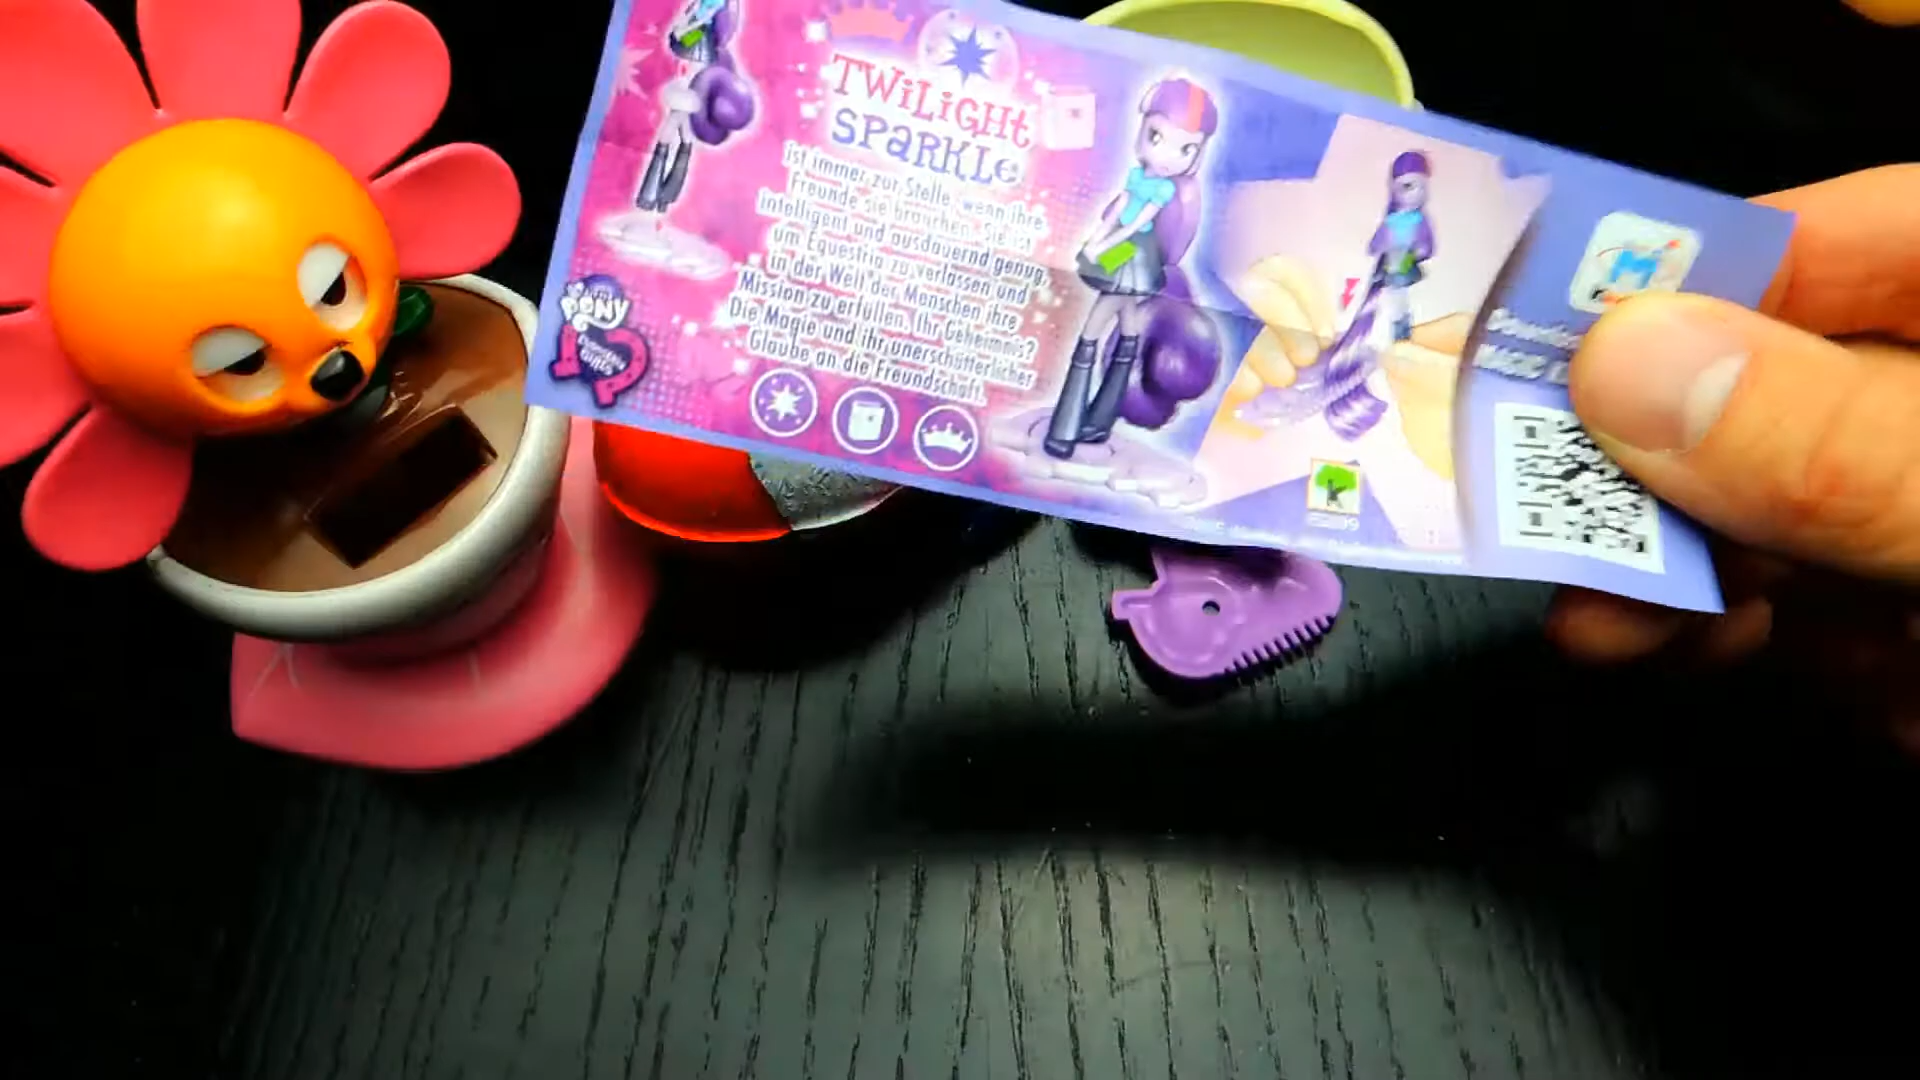 TWiLiGHt
SPaRKLe
ist immer zur Stelle, wenn ihre
Freunde sie brauchen. Sie ist
intelligent und ausdauernd genug,
um Equestria zu verlassen und
in der Welt der Menschen ihre
Mission zu erfüllen. Ihr Geheimnis?
Die Magie und ihr unerschütterlicher
Glaube an die Freundschaft.
PONY
K